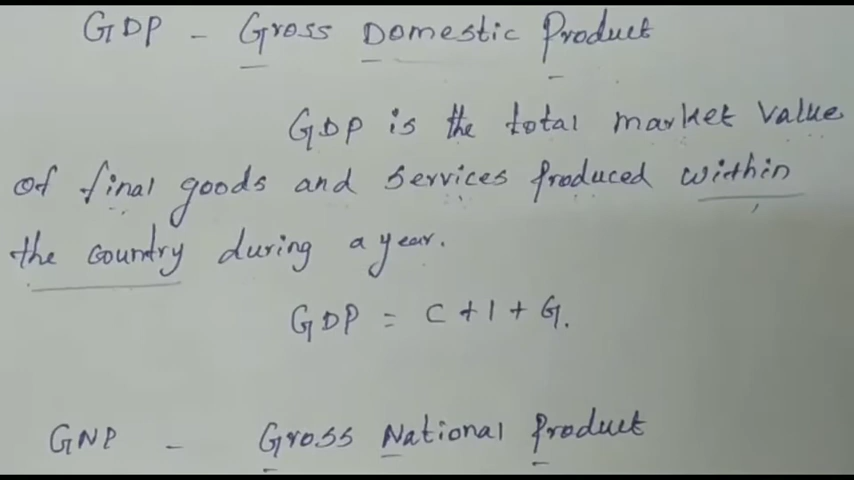 GDP - Gross Domestic Product
GDP is the total market value
of final goods and services produced within
the country during a year.
GDP = C + I + G.
GNP - Gross National Product